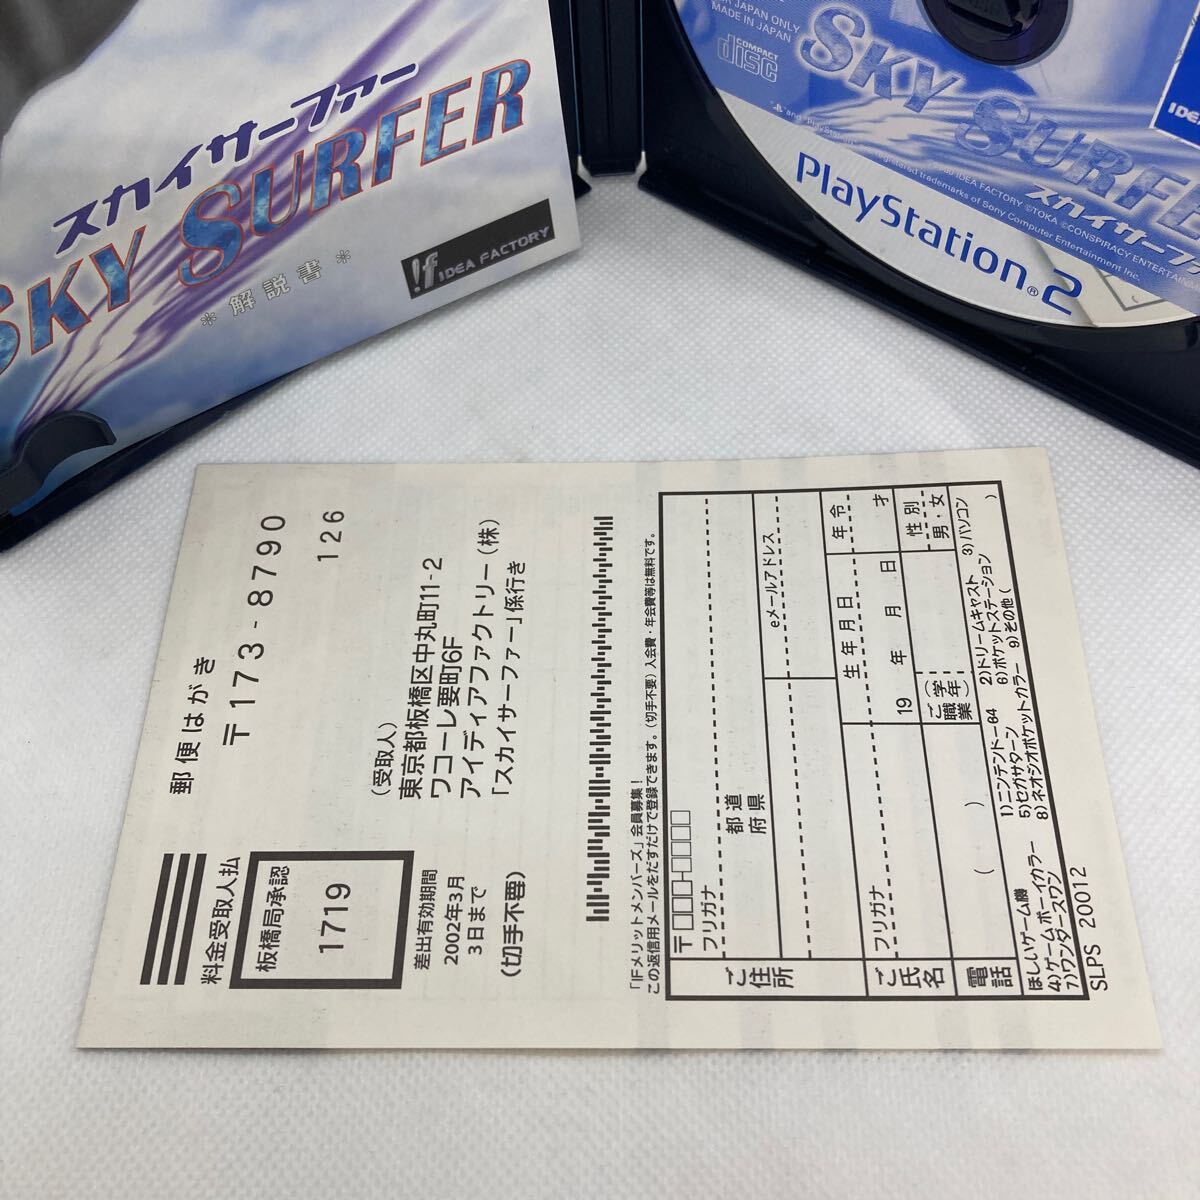 スカイサーファー
SKY SURFER
＊解説書＊
!f IDEA FACTORY
JAPAN ONLY
MADE IN JAPAN
COMPACT
disc
SKY SURFE
スカイサーファ
PlayStation®2
IDEA FACTORY ©TOKA ©CONSPIRACY ENTERTAINM
registered trademarks of Sony Computer Entertainment Inc.
IDEA
郵便はがき
〒173-8790
126
(受取人)
東京都板橋区中丸町11-2
ワコーレ要町6F
アイディアファクトリー(株)
「スカイサーファー」係行き
料金受取人払
板橋局承認
1719
差出有効期間
2002年3月
3日まで
(切手不要)
「IFメリットメンバーズ」会員募集!
この返信用メールをだすだけで登録できます。(切手不要) 入会費・年会費等は無料です。
〒□□□-□□□□
フリガナ
ご住所
都道
府県
eメールアドレス
フリガナ
ご氏名
生年月日
19 年 月 日
年令
才
性別
男・女
電話
( )
ご(学
職業年)
ほしいゲーム機 1)ニンテンドー64 2)ドリームキャスト 3)パソコン
4)ゲームボーイカラー 5)セガサターン 6)ポケットステーション
7)ワンダースワン 8)ネオジオポケットカラー 9)その他( )
SLPS 20012